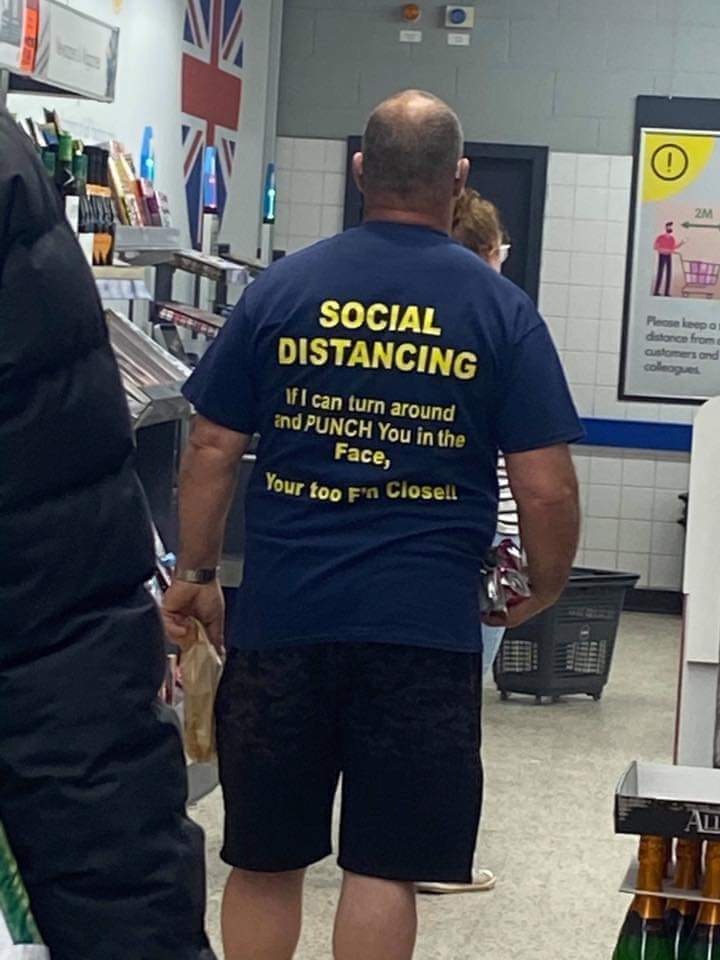 SOCIAL
DISTANCING
If I can turn around
and PUNCH You in the
Face,
Your too F'n Close!!
2M
Please keep a
distance from
customers and
colleagues.